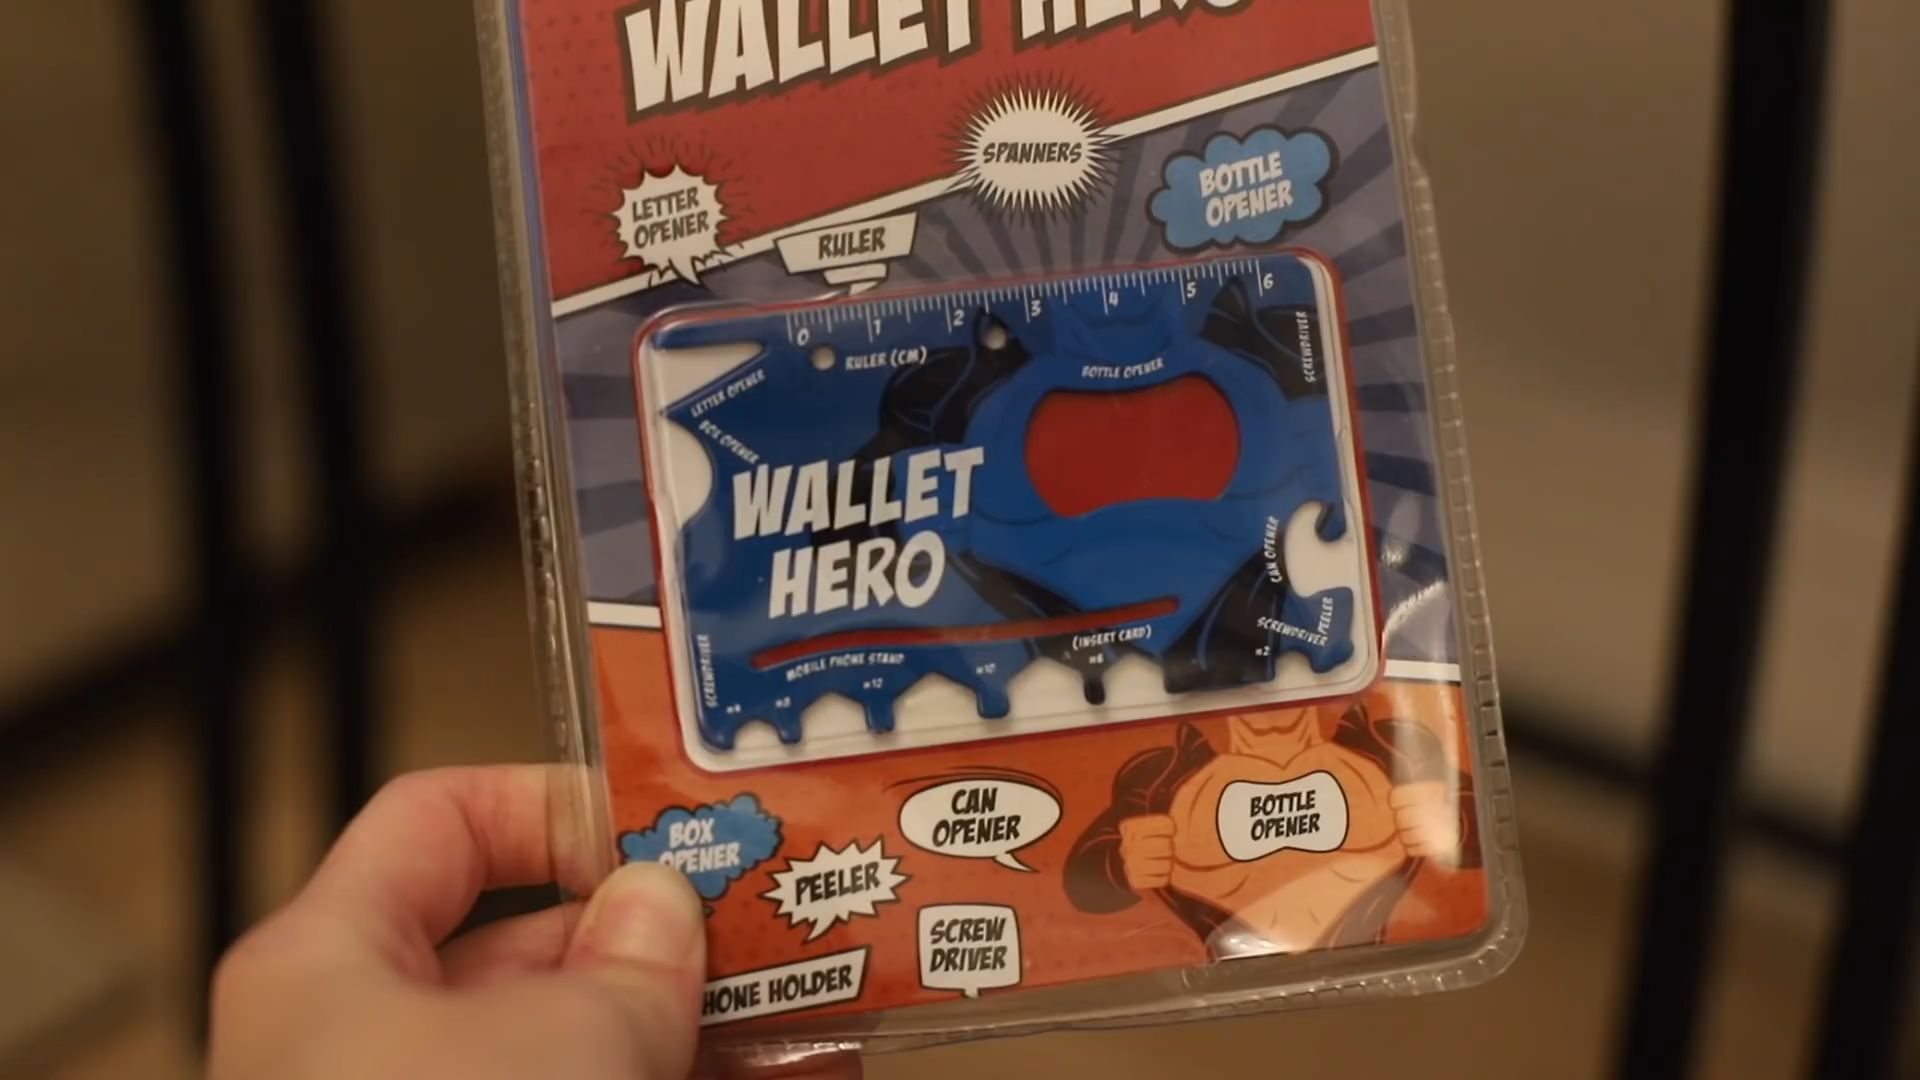 WALLET HERO
SPANNERS
LETTER
OPENER
RULER
BOTTLE
OPENER
0 1 2 3 4 5 6
RULER (CM)
BOTTLE OPENER
SCREWDRIVER
LETTER OPENER
BOX OPENER
WALLET
HERO
CAN OPENER
PEELER
SCREWDRIVER
(INSERT CARD)
MOBILE PHONE STAND
SCREWDRIVER
BOX
OPENER
CAN
OPENER
BOTTLE
OPENER
PEELER
SCREW
DRIVER
HONE HOLDER